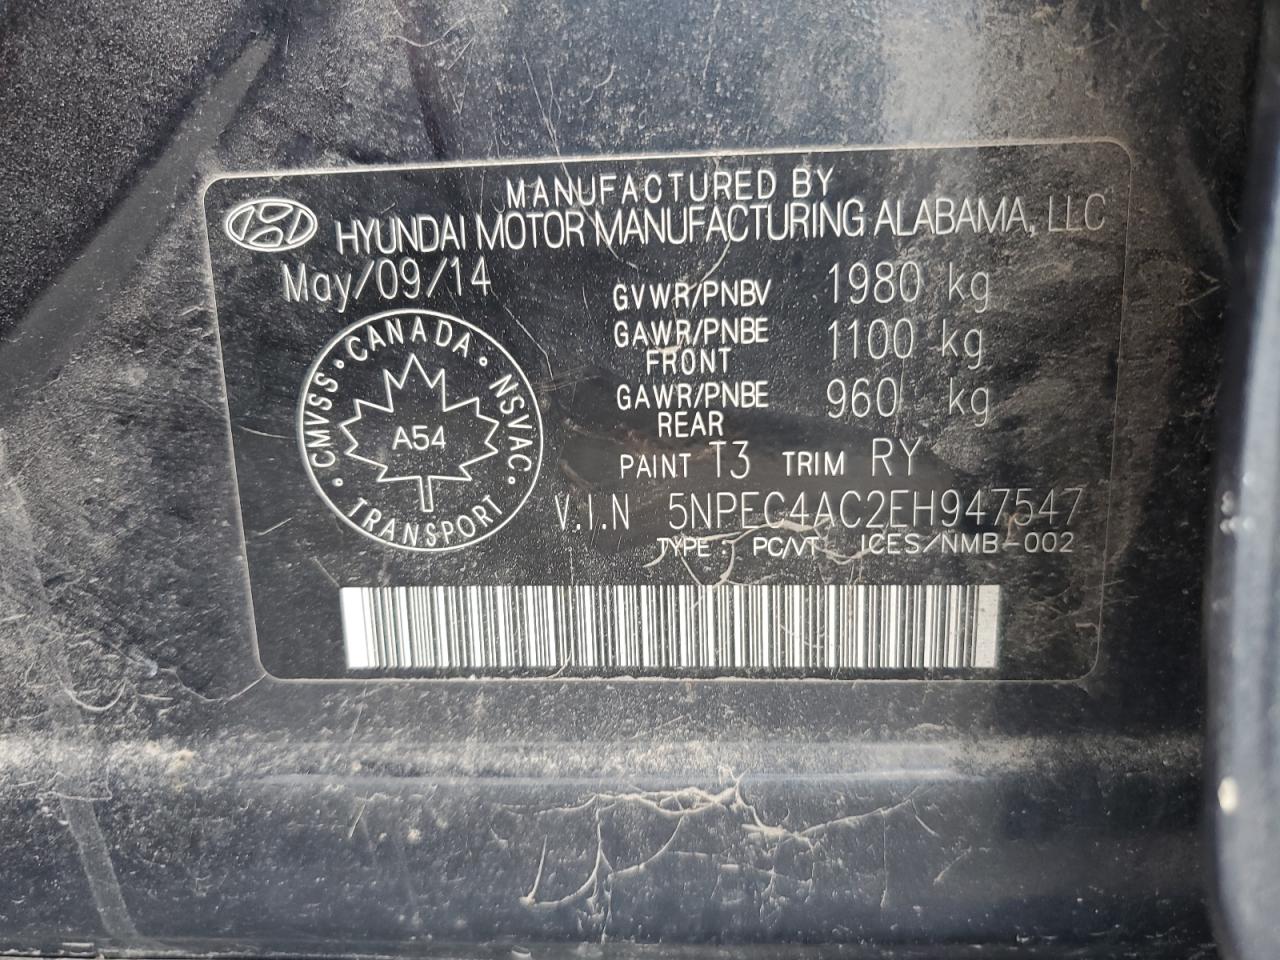 MANUFACTURED BY
HYUNDAI MOTOR MANUFACTURING ALABAMA, LLC
May/09/14
GVWR/PNBV 1980 kg
GAWR/PNBE FRONT 1100 kg
GAWR/PNBE REAR 960 kg
PAINT T3 TRIM RY
V.I.N 5NPEC4AC2EH947547
TYPE : PC/VT ICES/NMB-002
CMVSS · CANADA · NSVAC · TRANSPORT ·
A54